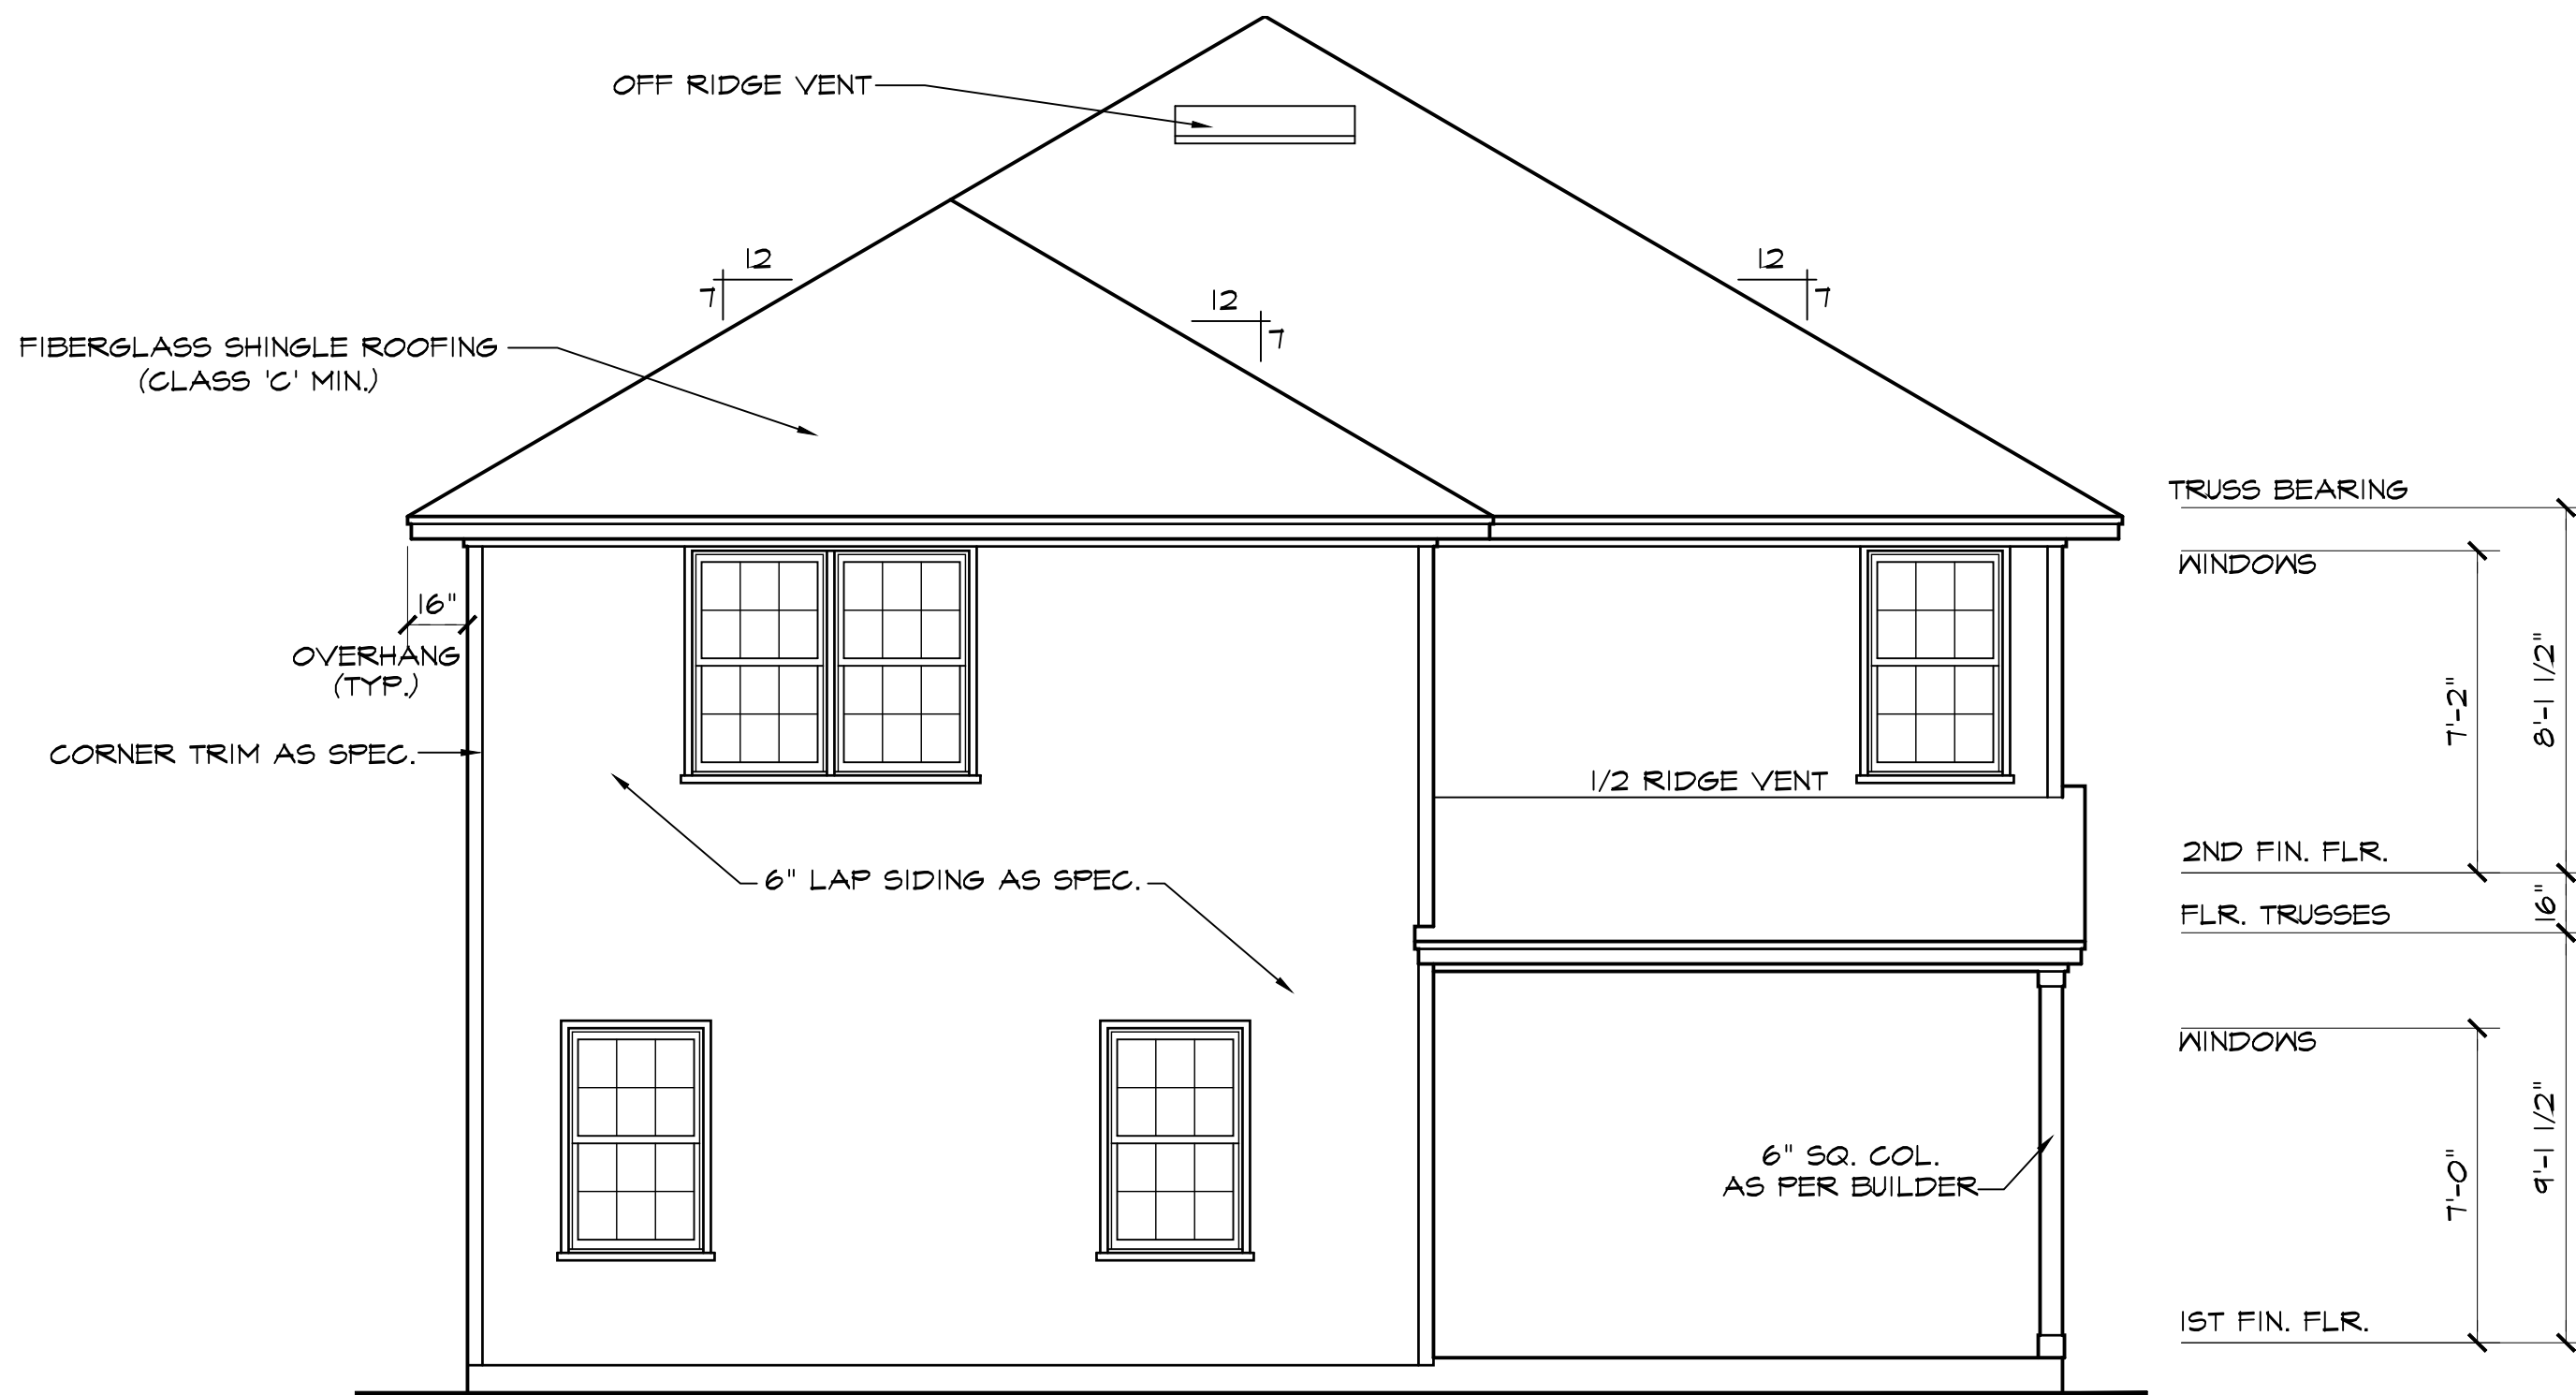 OFF RIDGE VENT
12
7
12
7
12
7
FIBERGLASS SHINGLE ROOFING
(CLASS 'C' MIN.)
TRUSS BEARING
WINDOWS
16"
OVERHANG
(TYP.)
CORNER TRIM AS SPEC.
7'-2"
8'-1 1/2"
1/2 RIDGE VENT
6" LAP SIDING AS SPEC.
2ND FIN. FLR.
16"
FLR. TRUSSES
WINDOWS
6" SQ. COL.
AS PER BUILDER
7'-0"
9'-1 1/2"
1ST FIN. FLR.